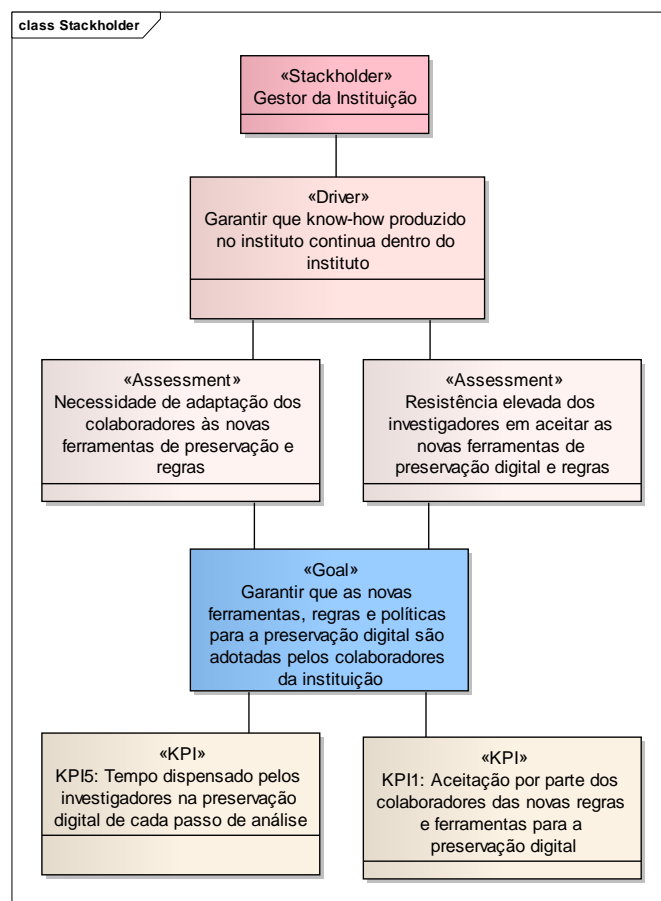 class Stackholder
«Stackholder»
Gestor da Instituição
«Driver»
Garantir que know-how produzido
no instituto continua dentro do
instituto
«Assessment»
Necessidade de adaptação dos
colaboradores às novas
ferramentas de preservação e
regras
«Assessment»
Resistência elevada dos
investigadores em aceitar as
novas ferramentas de
preservação digital e regras
«Goal»
Garantir que as novas
ferramentas, regras e políticas
para a preservação digital são
adotadas pelos colaboradores
da instituição
«KPI»
KPI5: Tempo dispensado pelos
investigadores na preservação
digital de cada passo de análise
«KPI»
KPI1: Aceitação por parte dos
colaboradores das novas regras
e ferramentas para a
preservação digital